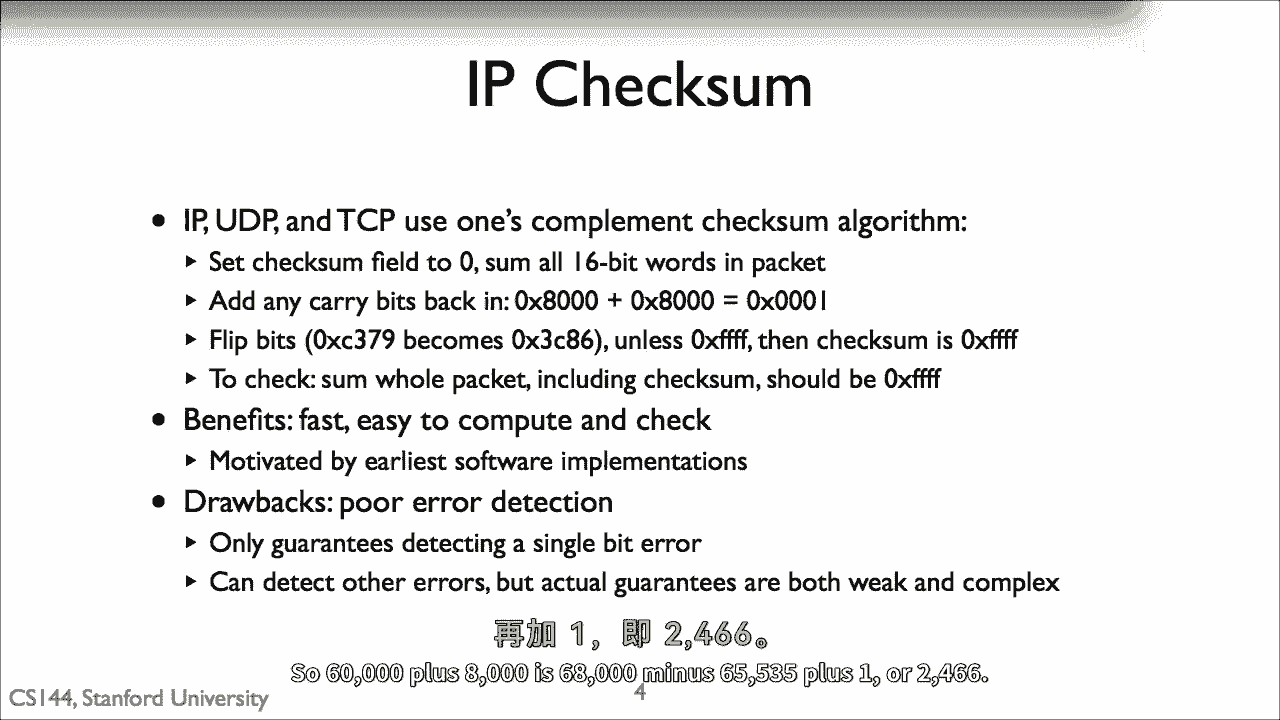 IP Checksum
• IP, UDP, and TCP use one's complement checksum algorithm:
‣ Set checksum field to 0, sum all 16-bit words in packet
‣ Add any carry bits back in: 0x8000 + 0x8000 = 0x0001
‣ Flip bits (0xc379 becomes 0x3c86), unless 0xffff, then checksum is 0xffff
‣ To check: sum whole packet, including checksum, should be 0xffff
• Benefits: fast, easy to compute and check
‣ Motivated by earliest software implementations
• Drawbacks: poor error detection
‣ Only guarantees detecting a single bit error
‣ Can detect other errors, but actual guarantees are both weak and complex
再加 1，即 2,466。
So 60,000 plus 8,000 is 68,000 minus 65,535 plus 1, or 2,466.
CS144, Stanford University
4